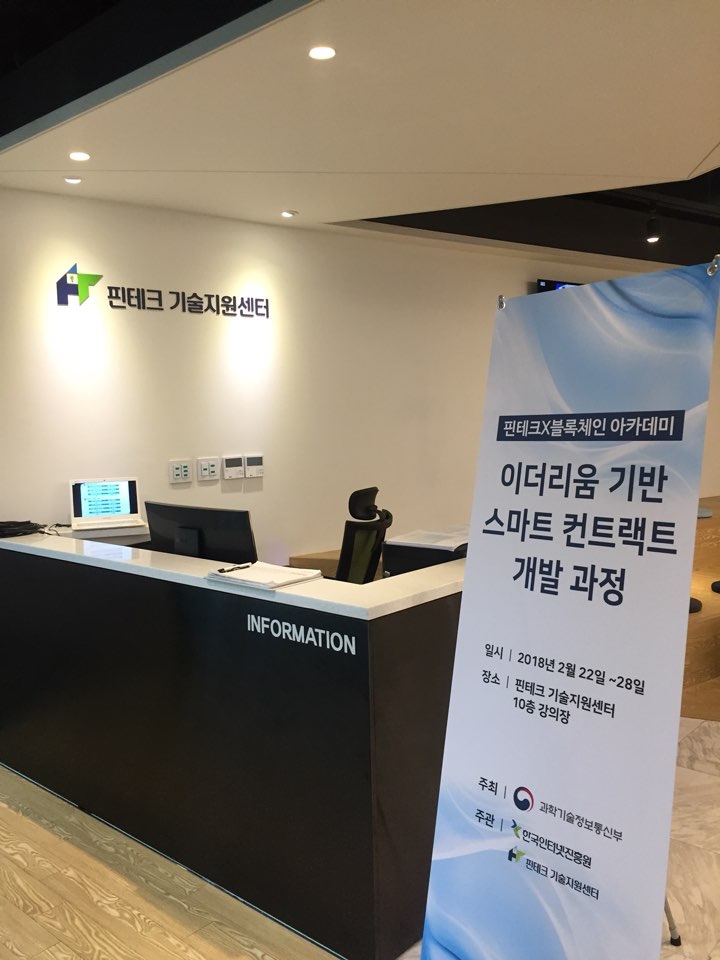 핀테크 기술지원센터
INFORMATION
핀테크X블록체인 아카데미
이더리움 기반
스마트 컨트랙트
개발 과정
일시 | 2018년 2월 22일 ~28일
장소 | 핀테크 기술지원센터
10층 강의장
주최 | 과학기술정보통신부
주관 | 한국인터넷진흥원
핀테크 기술지원센터